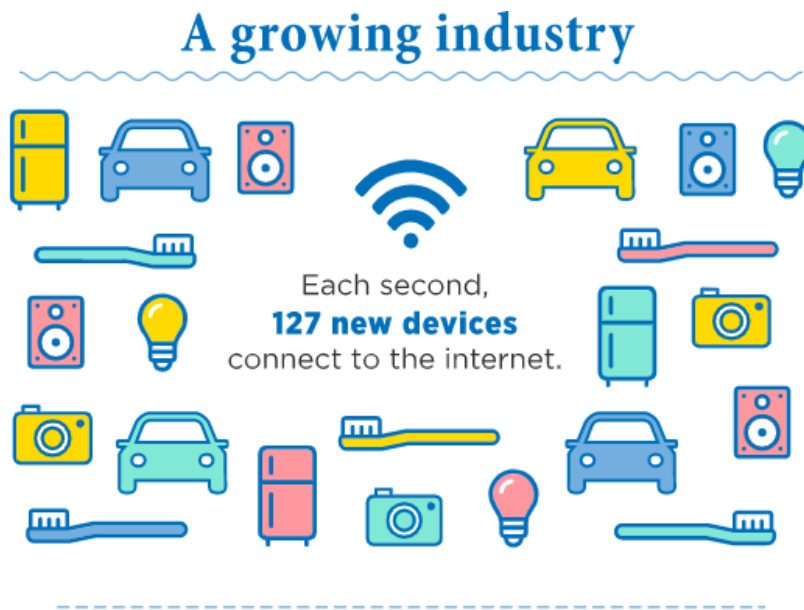 A growing industry
Each second,
127 new devices
connect to the internet.